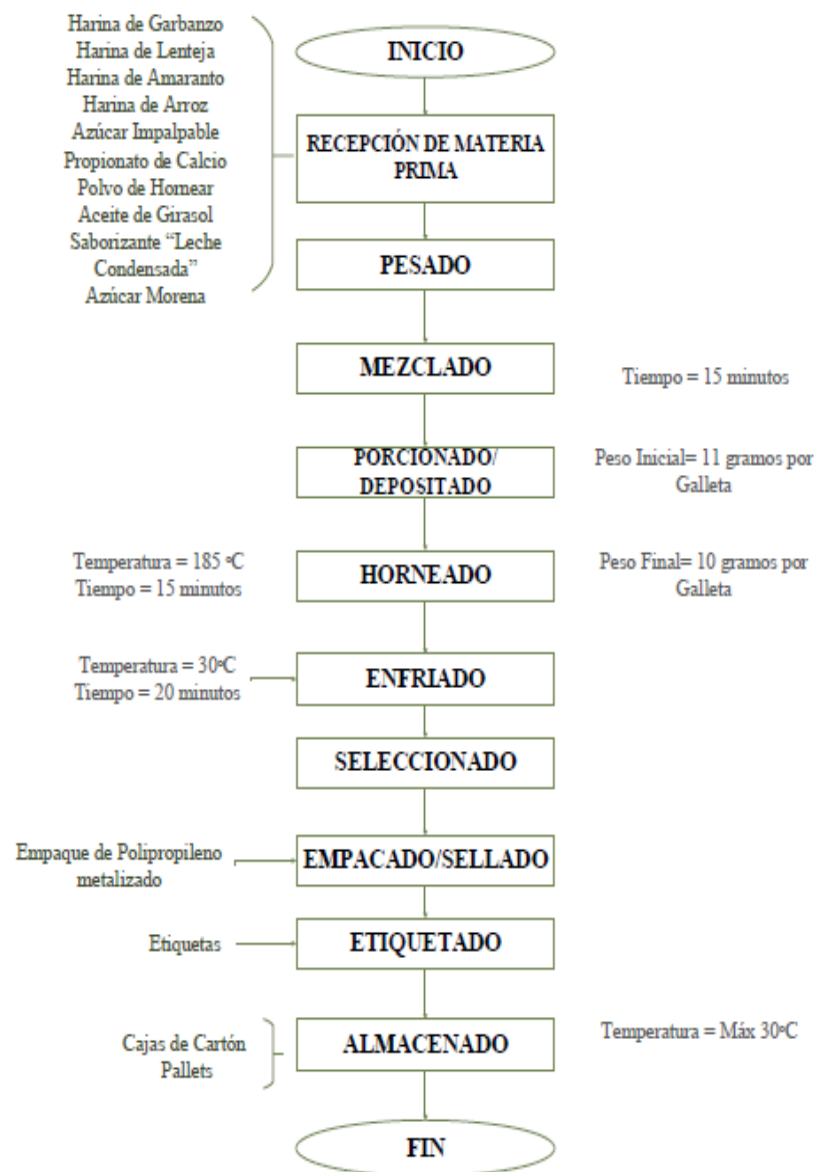 Harina de Garbanzo
Harina de Lenteja
Harina de Amaranto
Harina de Arroz
Azúcar Impalpable
Propionato de Calcio
Polvo de Hornear
Aceite de Girasol
Saborizante “Leche
Condensada”
Azúcar Morena
INICIO
RECEPCIÓN DE MATERIA
PRIMA
PESADO
MEZCLADO
Tiempo = 15 minutos
PORCIONADO/
DEPOSITADO
Peso Inicial= 11 gramos por
Galleta
Temperatura = 185 ºC
Tiempo = 15 minutos
HORNEADO
Peso Final= 10 gramos por
Galleta
Temperatura = 30ºC
Tiempo = 20 minutos
ENFRIADO
SELECCIONADO
Empaque de Polipropileno
metalizado
EMPACADO/SELLADO
Etiquetas
ETIQUETADO
Cajas de Cartón
Pallets
ALMACENADO
Temperatura = Máx 30ºC
FIN